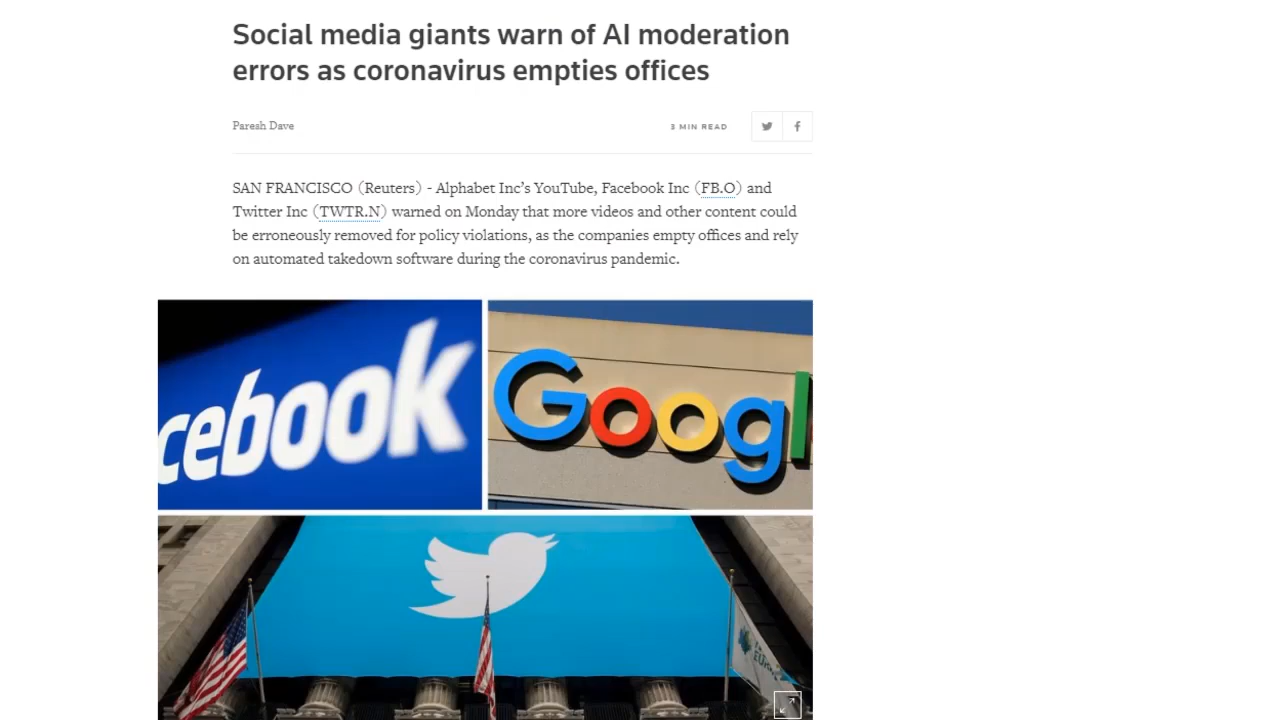 Social media giants warn of AI moderation
errors as coronavirus empties offices
Paresh Dave
3 MIN READ
SAN FRANCISCO (Reuters) - Alphabet Inc’s YouTube, Facebook Inc (FB.O) and
Twitter Inc (TWTR.N) warned on Monday that more videos and other content could
be erroneously removed for policy violations, as the companies empty offices and rely
on automated takedown software during the coronavirus pandemic.
cebook
Googl